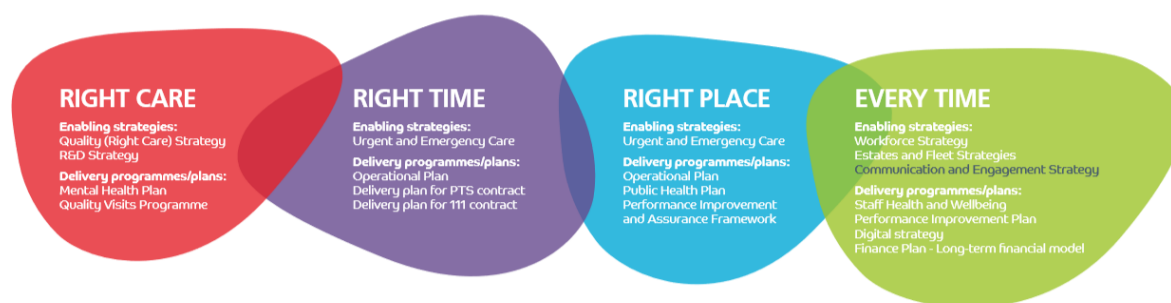 RIGHT CARE
Enabling strategies:
Quality (Right Care) Strategy
R&D Strategy
Delivery programmes/plans:
Mental Health Plan
Quality Visits Programme
RIGHT TIME
Enabling strategies:
Urgent and Emergency Care
Delivery programmes/plans:
Operational Plan
Delivery plan for PTS contract
Delivery plan for 111 contract
RIGHT PLACE
Enabling strategies:
Urgent and Emergency Care
Delivery programmes/plans:
Operational Plan
Public Health Plan
Performance Improvement
and Assurance Framework
EVERY TIME
Enabling strategies:
Workforce Strategy
Estates and Fleet Strategies
Communication and Engagement Strategy
Delivery programmes/plans:
Staff Health and Wellbeing
Performance Improvement Plan
Digital strategy
Finance Plan - Long-term financial model